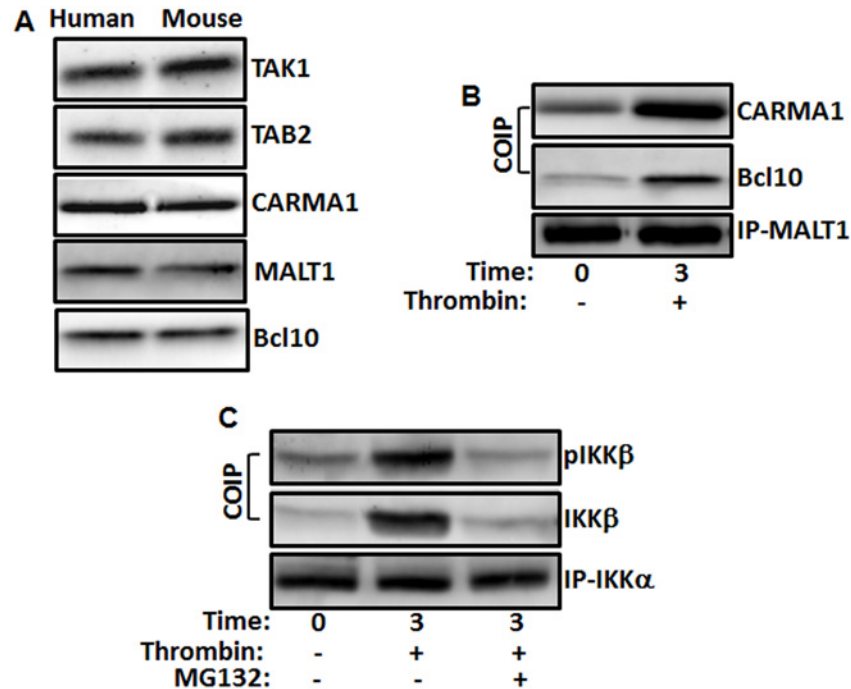 A
Human Mouse
TAK1
TAB2
CARMA1
MALT1
Bcl10
B
COIP
CARMA1
Bcl10
IP-MALT1
Time: 0 3
Thrombin: - +
C
COIP
pIKKβ
IKKβ
IP-IKKα
Time: 0 3 3
Thrombin: - + +
MG132: - - +